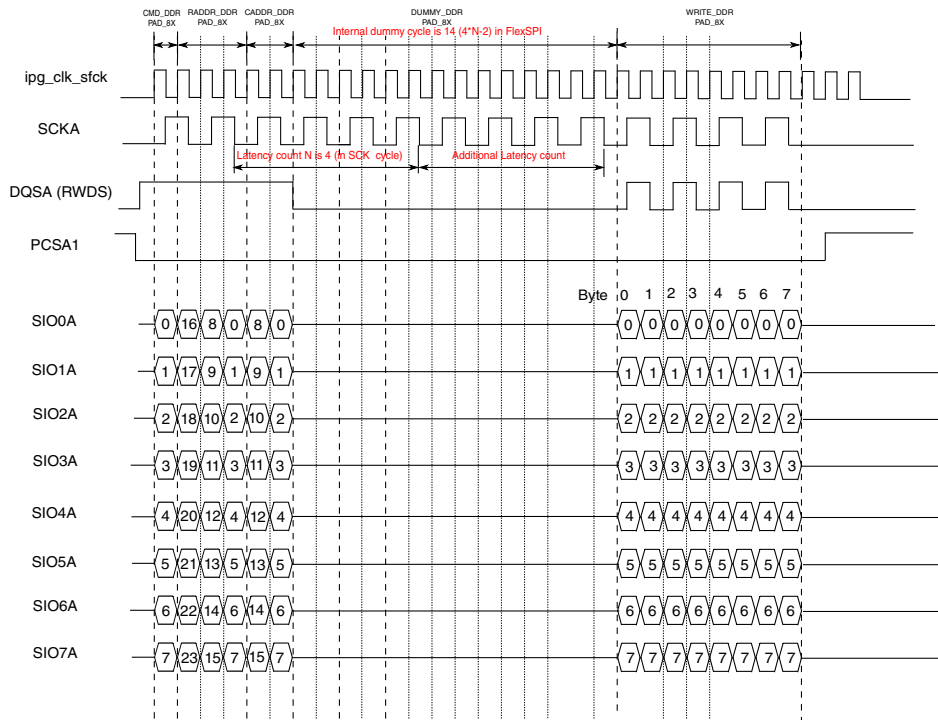 CMD_DDR RADDR_DDR CADDR_DDR DUMMY_DDR WRITE_DDR
PAD_8X PAD_8X PAD_8X PAD_8X PAD_8X
Internal dummy cycle is 14 (4*N-2) in FlexSPI
ipg_clk_sfck
SCKA
Latency count N is 4 (in SCK cycle) Additional Latency count
DQSA (RWDS)
PCSA1
Byte 0 1 2 3 4 5 6 7
SIO0A 0 16 8 0 8 0 0 0 0 0 0 0 0 0
SIO1A 1 17 9 1 9 1 1 1 1 1 1 1 1 1
SIO2A 2 18 10 2 10 2 2 2 2 2 2 2 2 2
SIO3A 3 19 11 3 11 3 3 3 3 3 3 3 3 3
SIO4A 4 20 12 4 12 4 4 4 4 4 4 4 4 4
SIO5A 5 21 13 5 13 5 5 5 5 5 5 5 5 5
SIO6A 6 22 14 6 14 6 6 6 6 6 6 6 6 6
SIO7A 7 23 15 7 15 7 7 7 7 7 7 7 7 7